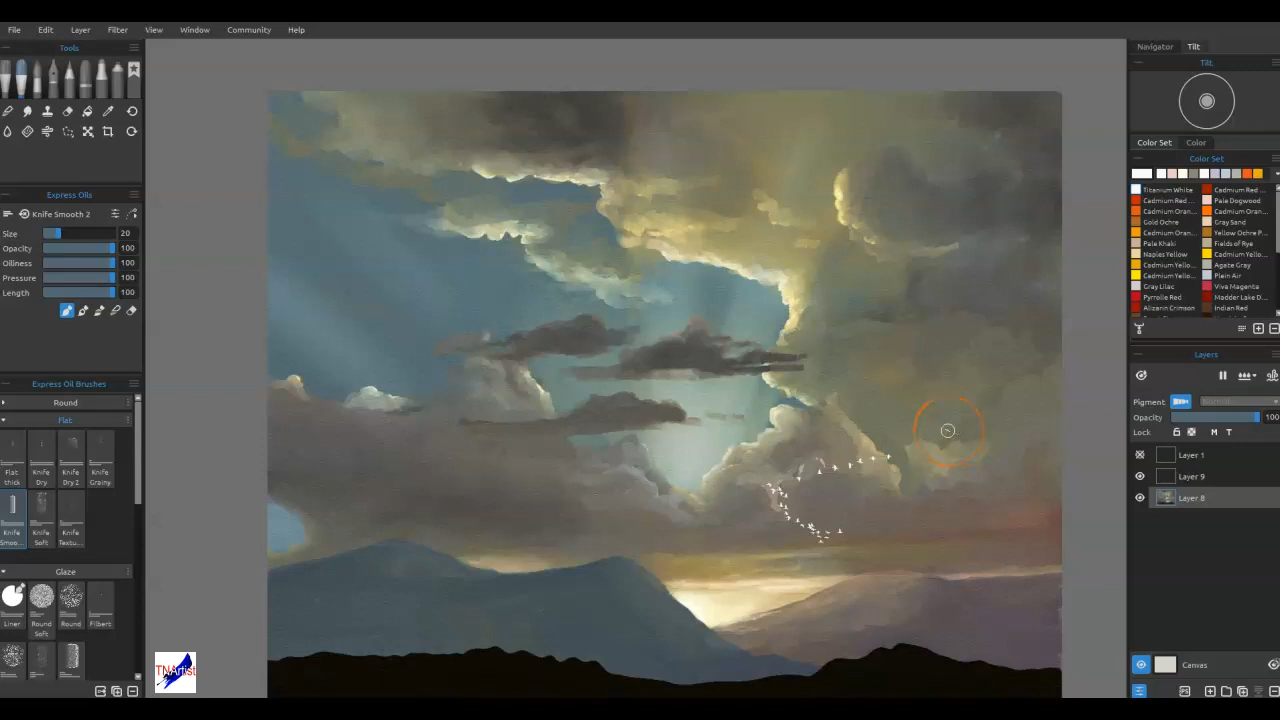 File Edit Layer Filter View Window Community Help
Tools
Navigator Tilt
Tilt
Color Set Color
Color Set
Titanium White Cadmium Red ...
Cadmium Red ... Pale Dogwood
Cadmium Oran... Cadmium Oran...
Gold Ochre Gray Sand
Cadmium Oran... Yellow Ochre P...
Pale Khaki Fields of Rye
Naples Yellow Cadmium Yello...
Cadmium Yello... Agate Gray
Cadmium Yello... Plein Air
Gray Lilac Viva Magenta
Pyrrolle Red Madder Lake D...
Alizarin Crimson Indian Red
Express Oils
Knife Smooth 2
Size 20
Opacity 100
Oiliness 100
Pressure 100
Length 100
Express Oil Brushes
Round
Flat
Flat thick
Knife Dry
Knife Dry 2
Knife Grainy
Knife Smoo...
Knife Soft
Knife Textu...
Glaze
Liner
Round Soft
Round
Filbert
Layers
Pigment
Opacity 100
Lock M T
Layer 1
Layer 9
Layer 8
Canvas
PS
TNArtist